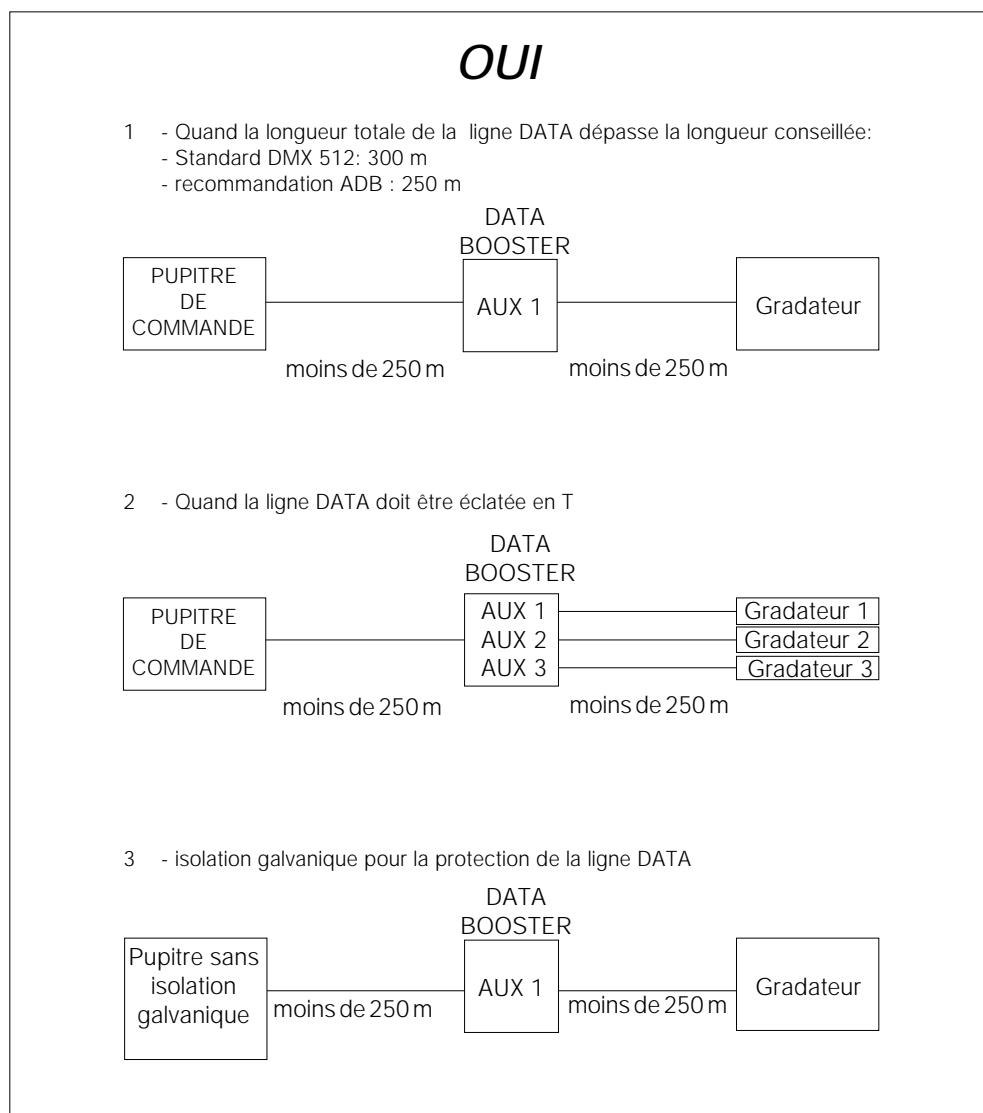 OUI
1 - Quand la longueur totale de la ligne DATA dépasse la longueur conseillée:
- Standard DMX 512: 300 m
- recommandation ADB : 250 m
DATA
BOOSTER
PUPITRE
DE
COMMANDE
AUX 1
Gradateur
moins de 250 m
moins de 250 m
2 - Quand la ligne DATA doit être éclatée en T
DATA
BOOSTER
PUPITRE
DE
COMMANDE
AUX 1
AUX 2
AUX 3
Gradateur 1
Gradateur 2
Gradateur 3
moins de 250 m
moins de 250 m
3 - isolation galvanique pour la protection de la ligne DATA
DATA
BOOSTER
Pupitre sans
isolation
galvanique
moins de 250 m
AUX 1
moins de 250 m
Gradateur